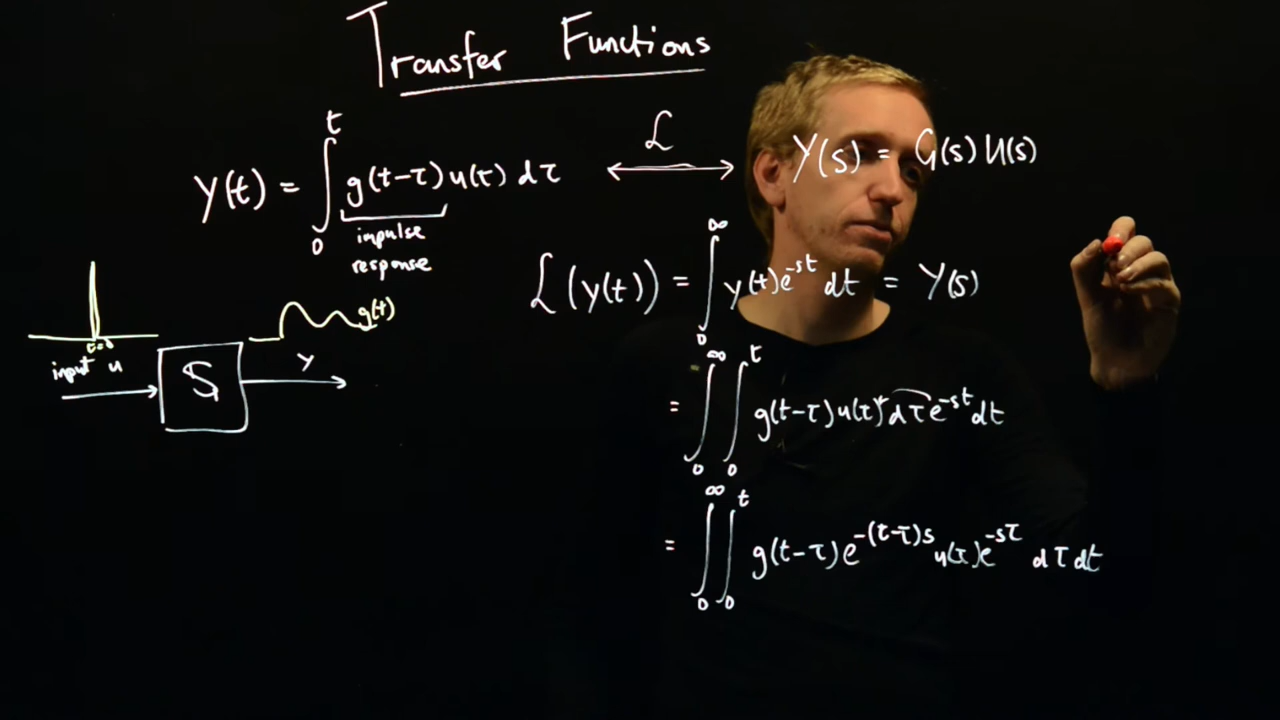 Transfer Functions
y(t) = ∫₀ᵗ g(t-τ) u(τ) dτ ⟷ ℒ Y(s) = G(s) U(s)
impulse
response
ℒ(y(t)) = ∫₀^∞ y(t)e^{-st} dt = Y(s)
g(t)
t=0
input u
S
y
= ∫₀^∞ ∫₀ᵗ g(t-τ)u(τ) dτ e^{-st} dt
= ∫₀^∞ ∫₀ᵗ g(t-τ)e^{-(t-τ)s} u(τ)e^{-sτ} dτ dt